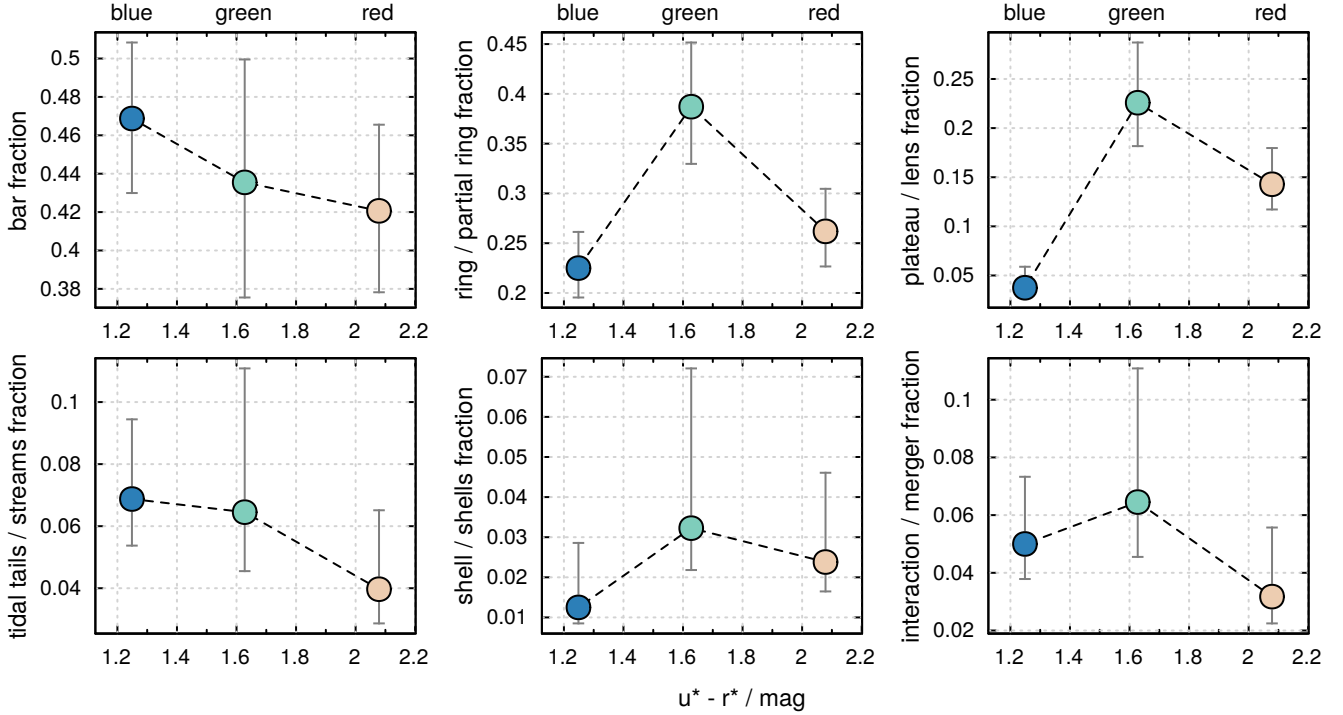 blue green red
bar fraction
0.5
0.48
0.46
0.44
0.42
0.4
0.38
1.2 1.4 1.6 1.8 2 2.2
ring / partial ring fraction
0.45
0.4
0.35
0.3
0.25
0.2
1.2 1.4 1.6 1.8 2 2.2
blue green red
plateau / lens fraction
0.25
0.2
0.15
0.1
0.05
1.2 1.4 1.6 1.8 2 2.2
blue green red
tidal tails / streams fraction
0.1
0.08
0.06
0.04
1.2 1.4 1.6 1.8 2 2.2
shell / shells fraction
0.07
0.06
0.05
0.04
0.03
0.02
0.01
1.2 1.4 1.6 1.8 2 2.2
interaction / merger fraction
0.1
0.08
0.06
0.04
0.02
1.2 1.4 1.6 1.8 2 2.2
u* - r* / mag